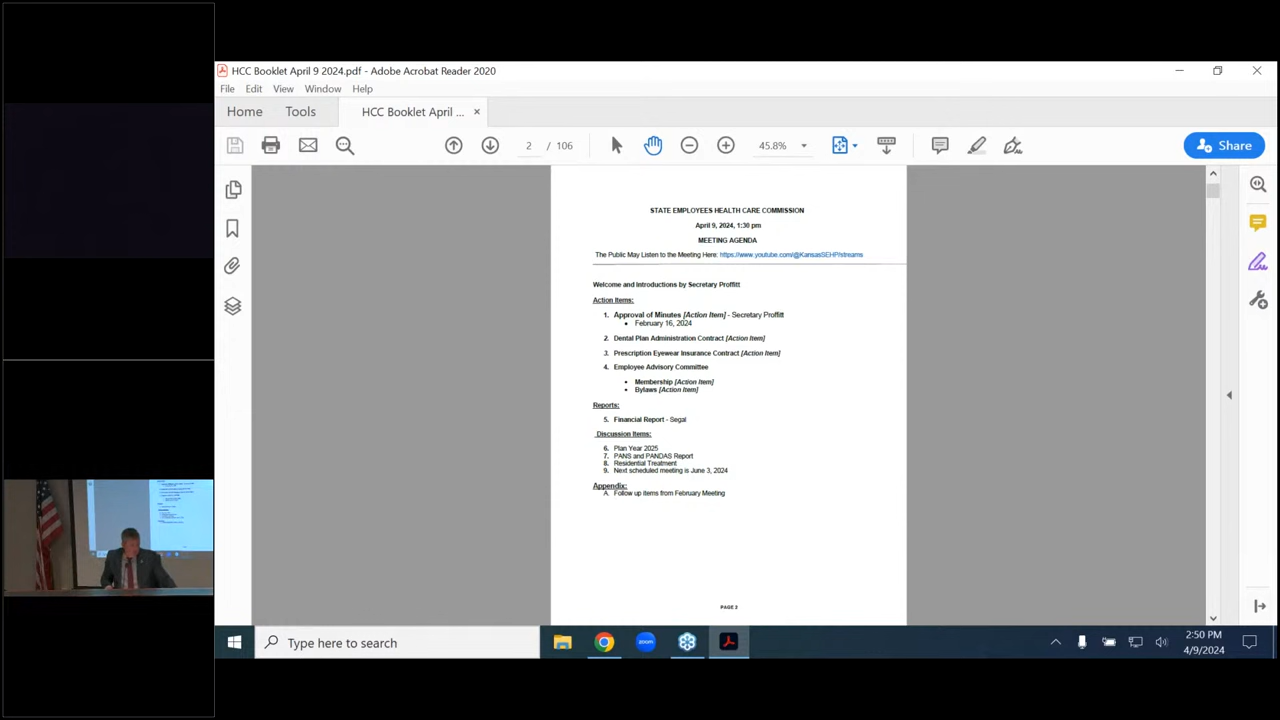 HCC Booklet April 9 2024.pdf - Adobe Acrobat Reader 2020
File Edit View Window Help
Home Tools HCC Booklet April ... ×
2 / 106 45.8% Share
STATE EMPLOYEES HEALTH CARE COMMISSION
April 9, 2024, 1:30 pm
MEETING AGENDA
The Public May Listen to the Meeting Here: https://www.youtube.com/@KansasSEHP/streams
Welcome and Introductions by Secretary Proffitt
Action Items:
1. Approval of Minutes [Action Item] - Secretary Proffitt
• February 16, 2024
2. Dental Plan Administration Contract [Action Item]
3. Prescription Eyewear Insurance Contract [Action Item]
4. Employee Advisory Committee
• Membership [Action Item]
• Bylaws [Action Item]
Reports:
5. Financial Report - Segal
Discussion Items:
6. Plan Year 2025
7. PANS and PANDAS Report
8. Residential Treatment
9. Next scheduled meeting is June 3, 2024
Appendix:
A. Follow up items from February Meeting
PAGE 2
Type here to search
zoom
2:50 PM
4/9/2024